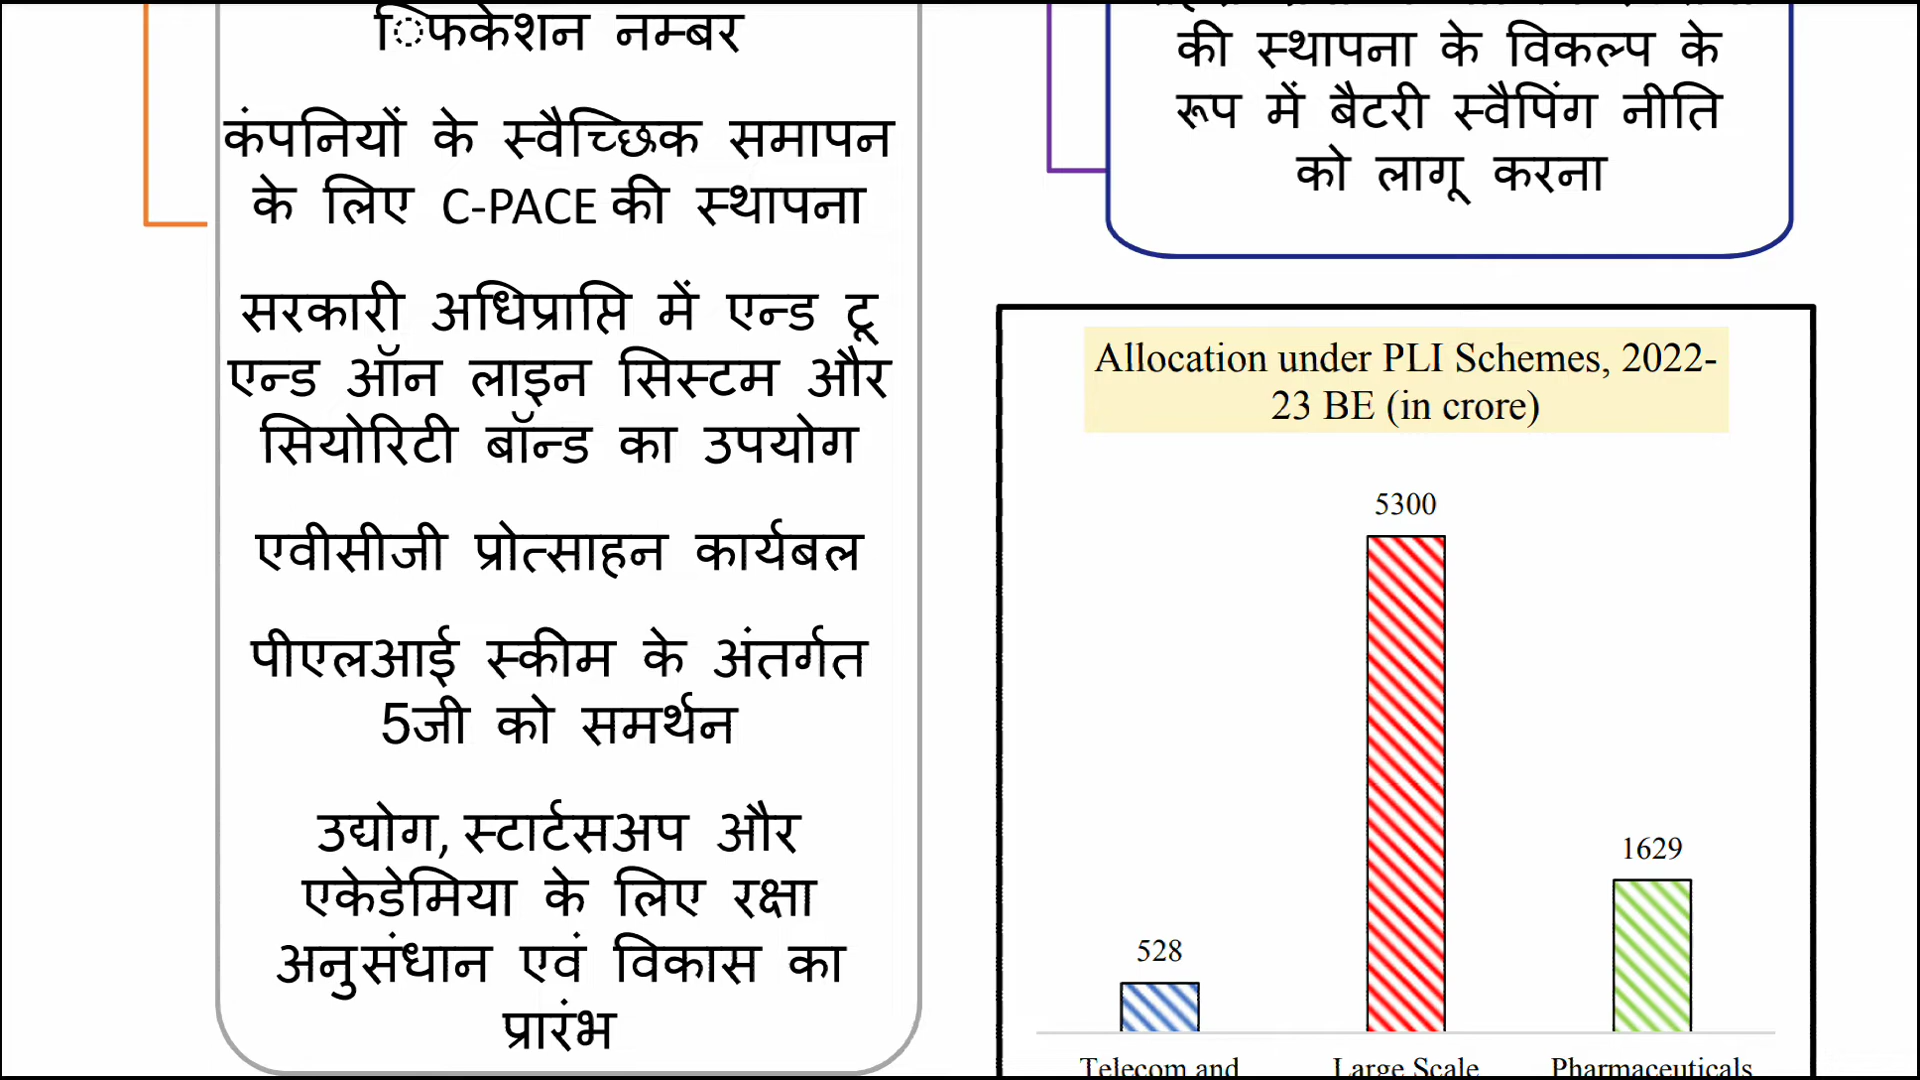 िफकेशन नम्बर
कंपनियों के स्वैच्छिक समापन
के लिए C-PACE की स्थापना
सरकारी अधिप्राप्ति में एन्ड टू
एन्ड ऑन लाइन सिस्टम और
सियोरिटी बॉन्ड का उपयोग
एवीसीजी प्रोत्साहन कार्यबल
पीएलआई स्कीम के अंतर्गत
5जी को समर्थन
उद्योग, स्टार्टसअप और
एकेडेमिया के लिए रक्षा
अनुसंधान एवं विकास का
प्रारंभ
की स्थापना के विकल्प के
रूप में बैटरी स्वैपिंग नीति
को लागू करना
Allocation under PLI Schemes, 2022-
23 BE (in crore)
5300
1629
528
Telecom and Large Scale Pharmaceuticals